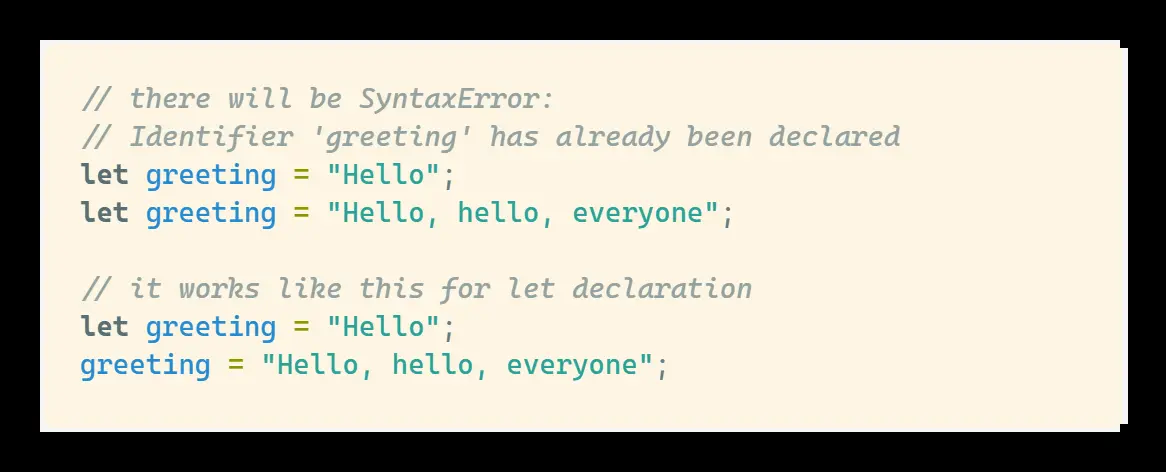 // there will be SyntaxError:
// Identifier 'greeting' has already been declared
let greeting = "Hello";
let greeting = "Hello, hello, everyone";
// it works like this for let declaration
let greeting = "Hello";
greeting = "Hello, hello, everyone";